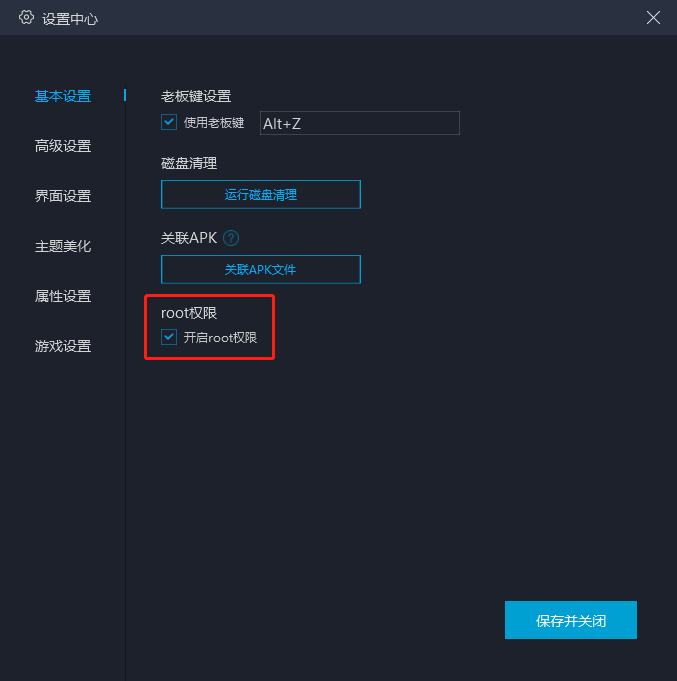 设置中心
基本设置
高级设置
界面设置
主题美化
属性设置
游戏设置
老板键设置
使用老板键 Alt+Z
磁盘清理
运行磁盘清理
关联APK ?
关联APK文件
root权限
开启root权限
保存并关闭